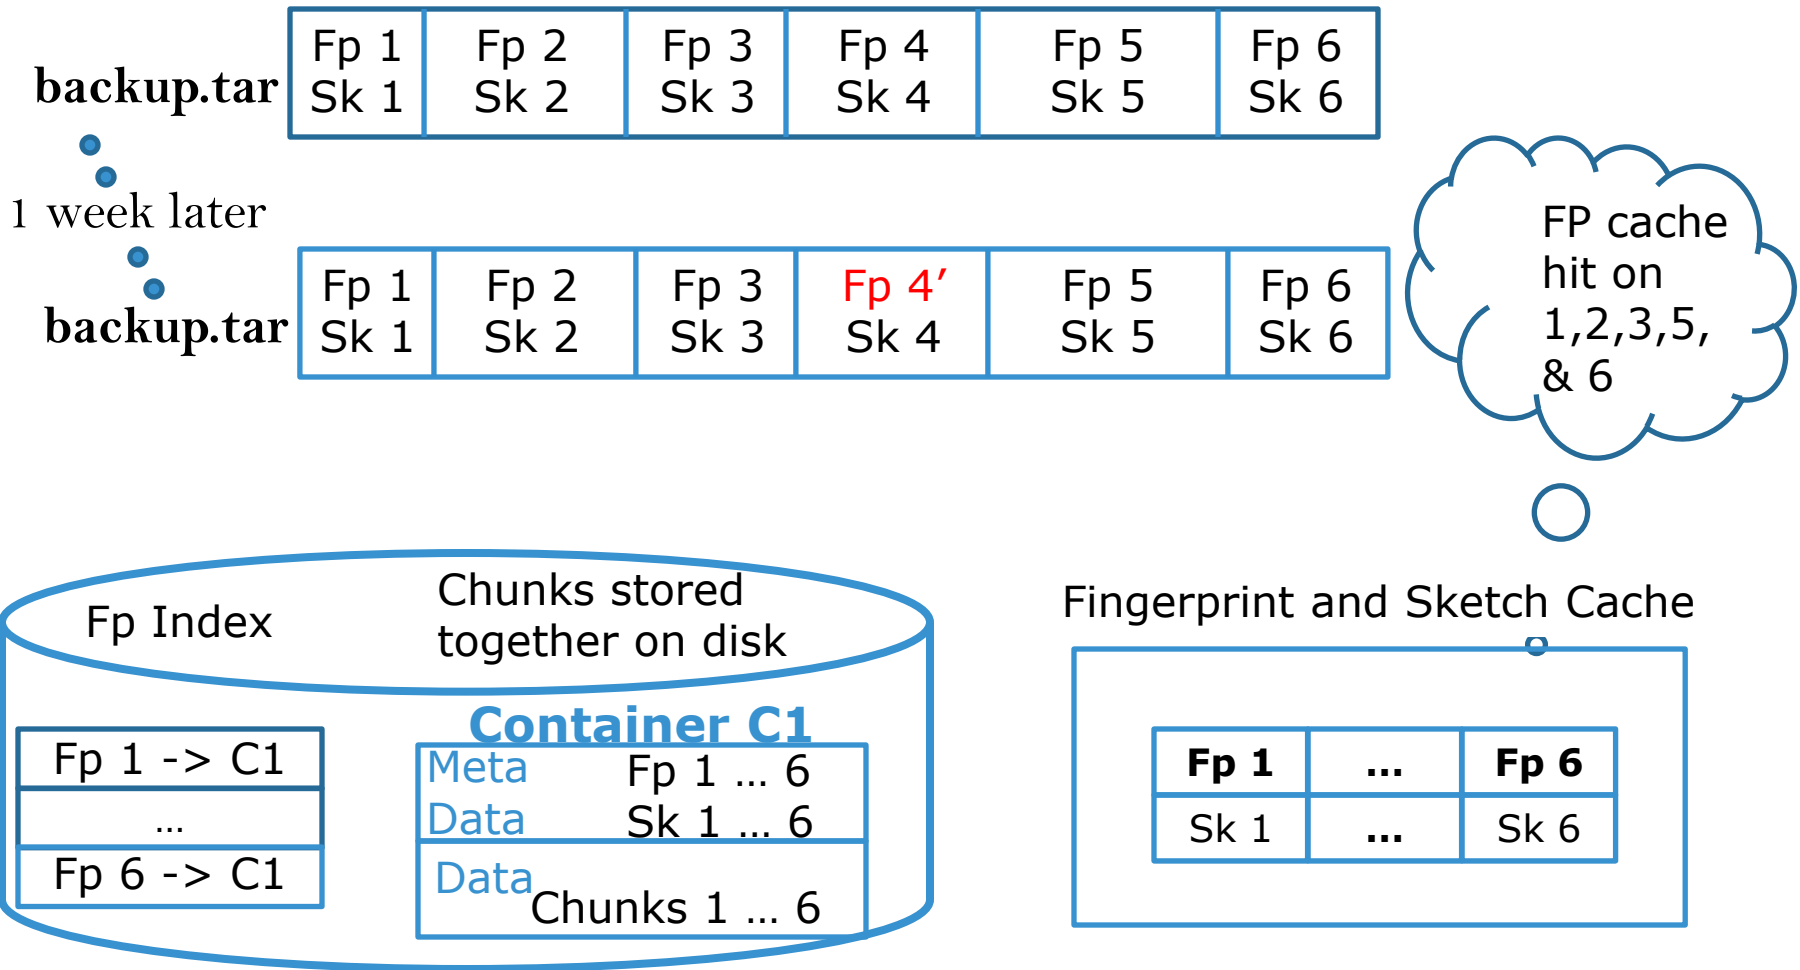 Fp 1 Fp 2 Fp 3 Fp 4 Fp 5 Fp 6
backup.tar
Sk 1 Sk 2 Sk 3 Sk 4 Sk 5 Sk 6
1 week later
Fp 1 Fp 2 Fp 3 Fp 4’ Fp 5 Fp 6
backup.tar
Sk 1 Sk 2 Sk 3 Sk 4 Sk 5 Sk 6
FP cache
hit on
1,2,3,5,
& 6
Fp Index
Chunks stored
together on disk
Fp 1 -> C1
…
Fp 6 -> C1
Container C1
Meta Fp 1 … 6
Data Sk 1 … 6
Data
Chunks 1 … 6
Fingerprint and Sketch Cache
Fp 1 … Fp 6
Sk 1 … Sk 6